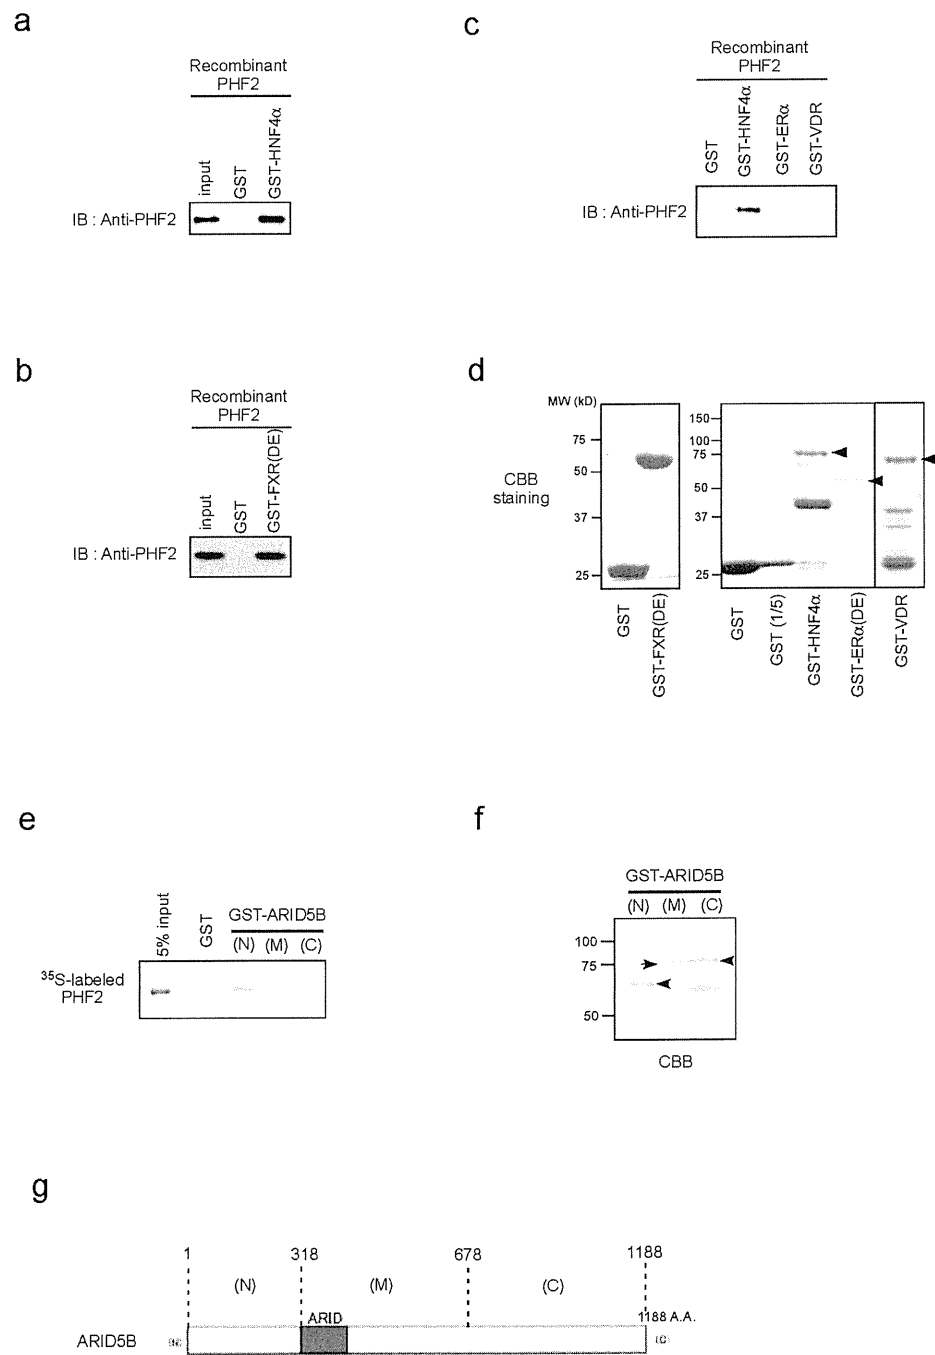 a
Recombinant
PHF2
input
GST
GST-HNF4α
IB : Anti-PHF2
b
Recombinant
PHF2
input
GST
GST-FXR(DE)
IB : Anti-PHF2
c
Recombinant
PHF2
GST
GST-HNF4α
GST-ERα
GST-VDR
IB : Anti-PHF2
d
MW (kD)
75
50
37
25
CBB
staining
GST
GST-FXR(DE)
150
100
75
50
37
25
GST
GST (1/5)
GST-HNF4α
GST-ERα(DE)
GST-VDR
e
5% input
GST
GST-ARID5B
(N) (M) (C)
³⁵S-labeled
PHF2
f
GST-ARID5B
(N) (M) (C)
100
75
50
CBB
g
1 318 678 1188
(N) (M) (C)
ARID
1188 A.A.
ARID5B
(N)
(C)